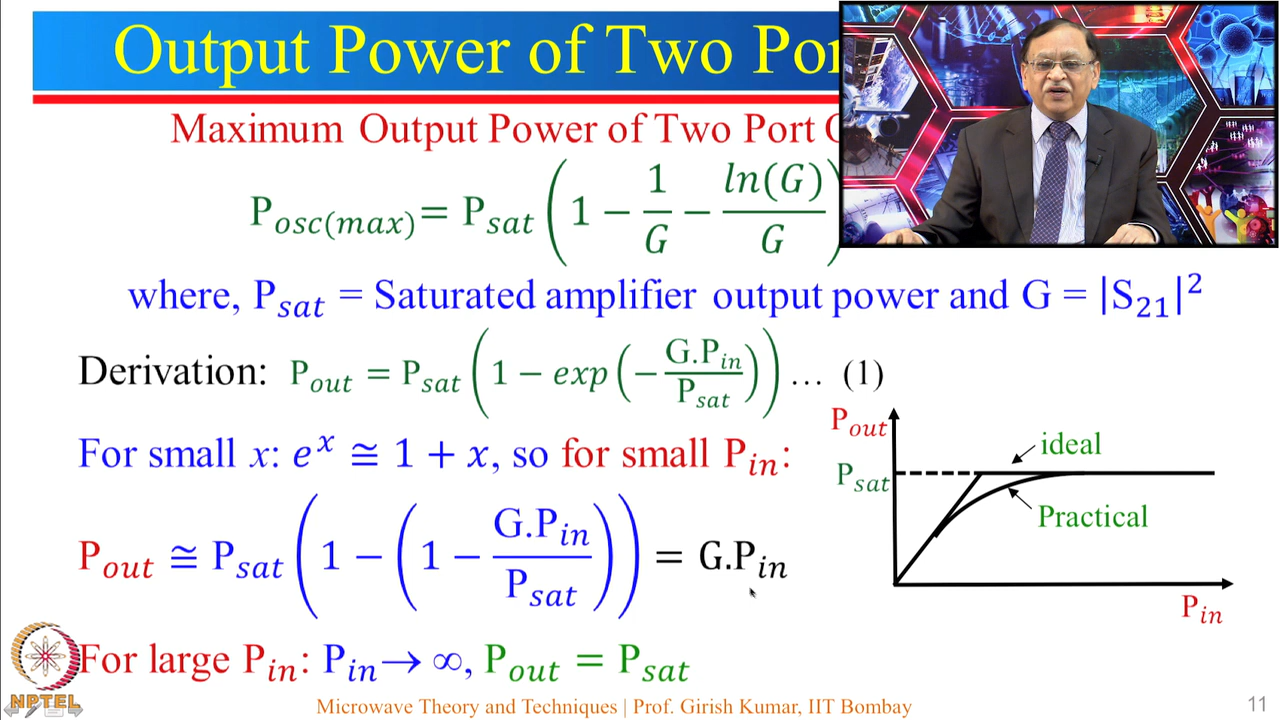 Output Power of Two Por
Maximum Output Power of Two Port
P_osc(max) = P_sat (1 − 1/G − ln(G)/G)
where, P_sat = Saturated amplifier output power and G = |S_21|^2
Derivation: P_out = P_sat (1 − exp(−G.P_in/P_sat)) … (1)
For small x: e^x ≅ 1 + x, so for small P_in:
P_out ≅ P_sat (1 − (1 − G.P_in/P_sat)) = G.P_in
For large P_in: P_in → ∞, P_out = P_sat
P_out
ideal
P_sat
Practical
P_in
NPTEL
Microwave Theory and Techniques | Prof. Girish Kumar, IIT Bombay
11